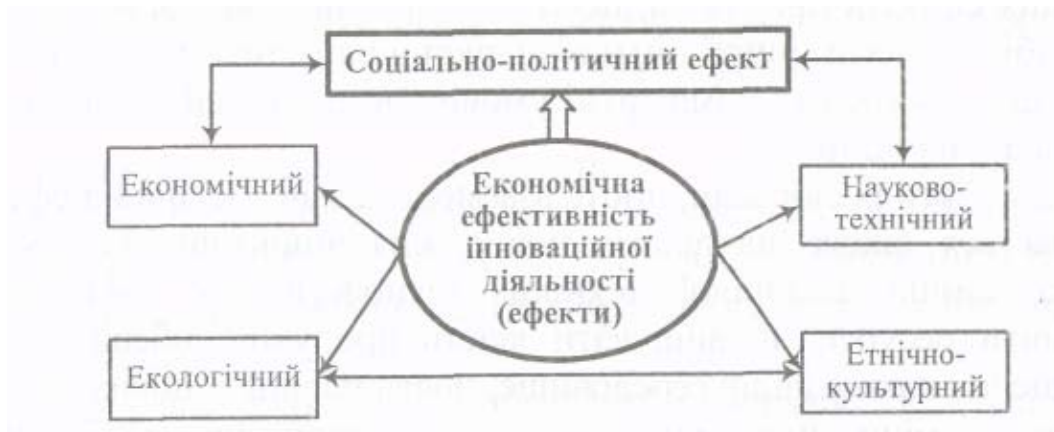 Соціально-політичний ефект
Економічний
Економічна
ефективність
інноваційної
діяльності
(ефекти)
Науково-
технічний
Екологічний
Етнічно-
культурний